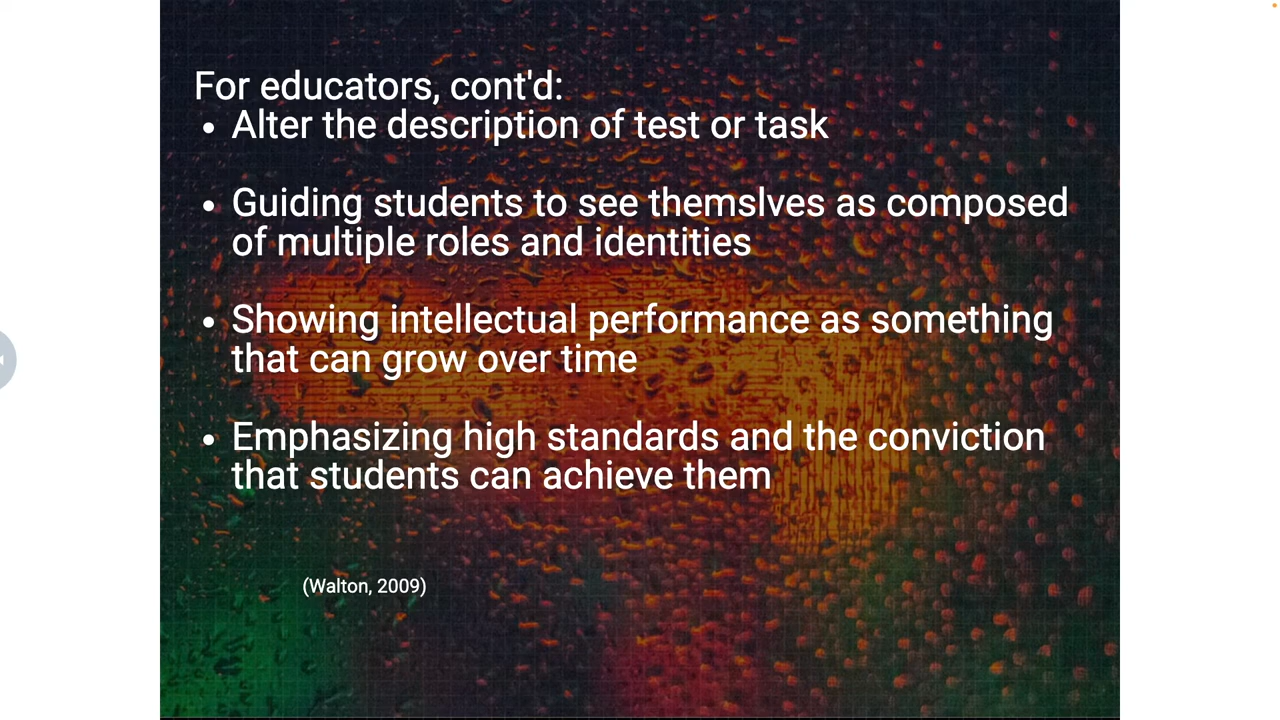 For educators, cont'd:
• Alter the description of test or task
• Guiding students to see themslves as composed
of multiple roles and identities
• Showing intellectual performance as something
that can grow over time
• Emphasizing high standards and the conviction
that students can achieve them
(Walton, 2009)